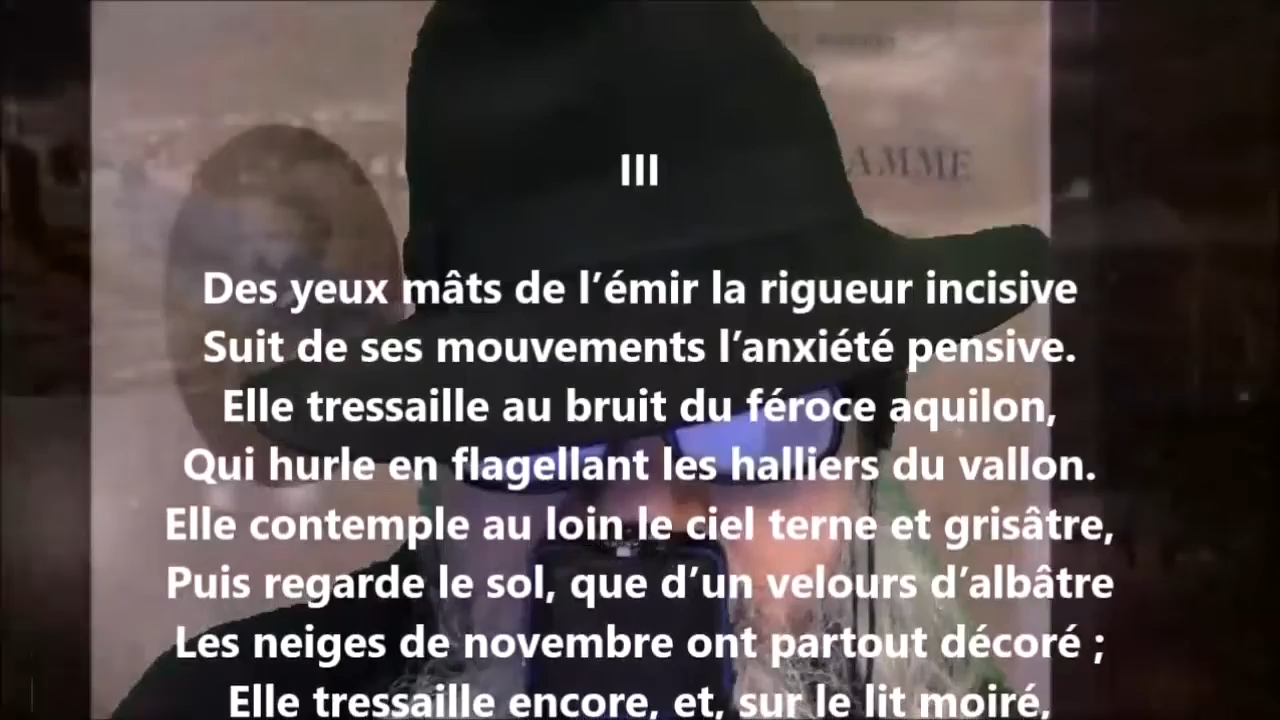 AMME
III
Des yeux mâts de l’émir la rigueur incisive
Suit de ses mouvements l’anxiété pensive.
Elle tressaille au bruit du féroce aquilon,
Qui hurle en flagellant les halliers du vallon.
Elle contemple au loin le ciel terne et grisâtre,
Puis regarde le sol, que d’un velours d’albâtre
Les neiges de novembre ont partout décoré ;
Elle tressaille encore, et, sur le lit moiré,